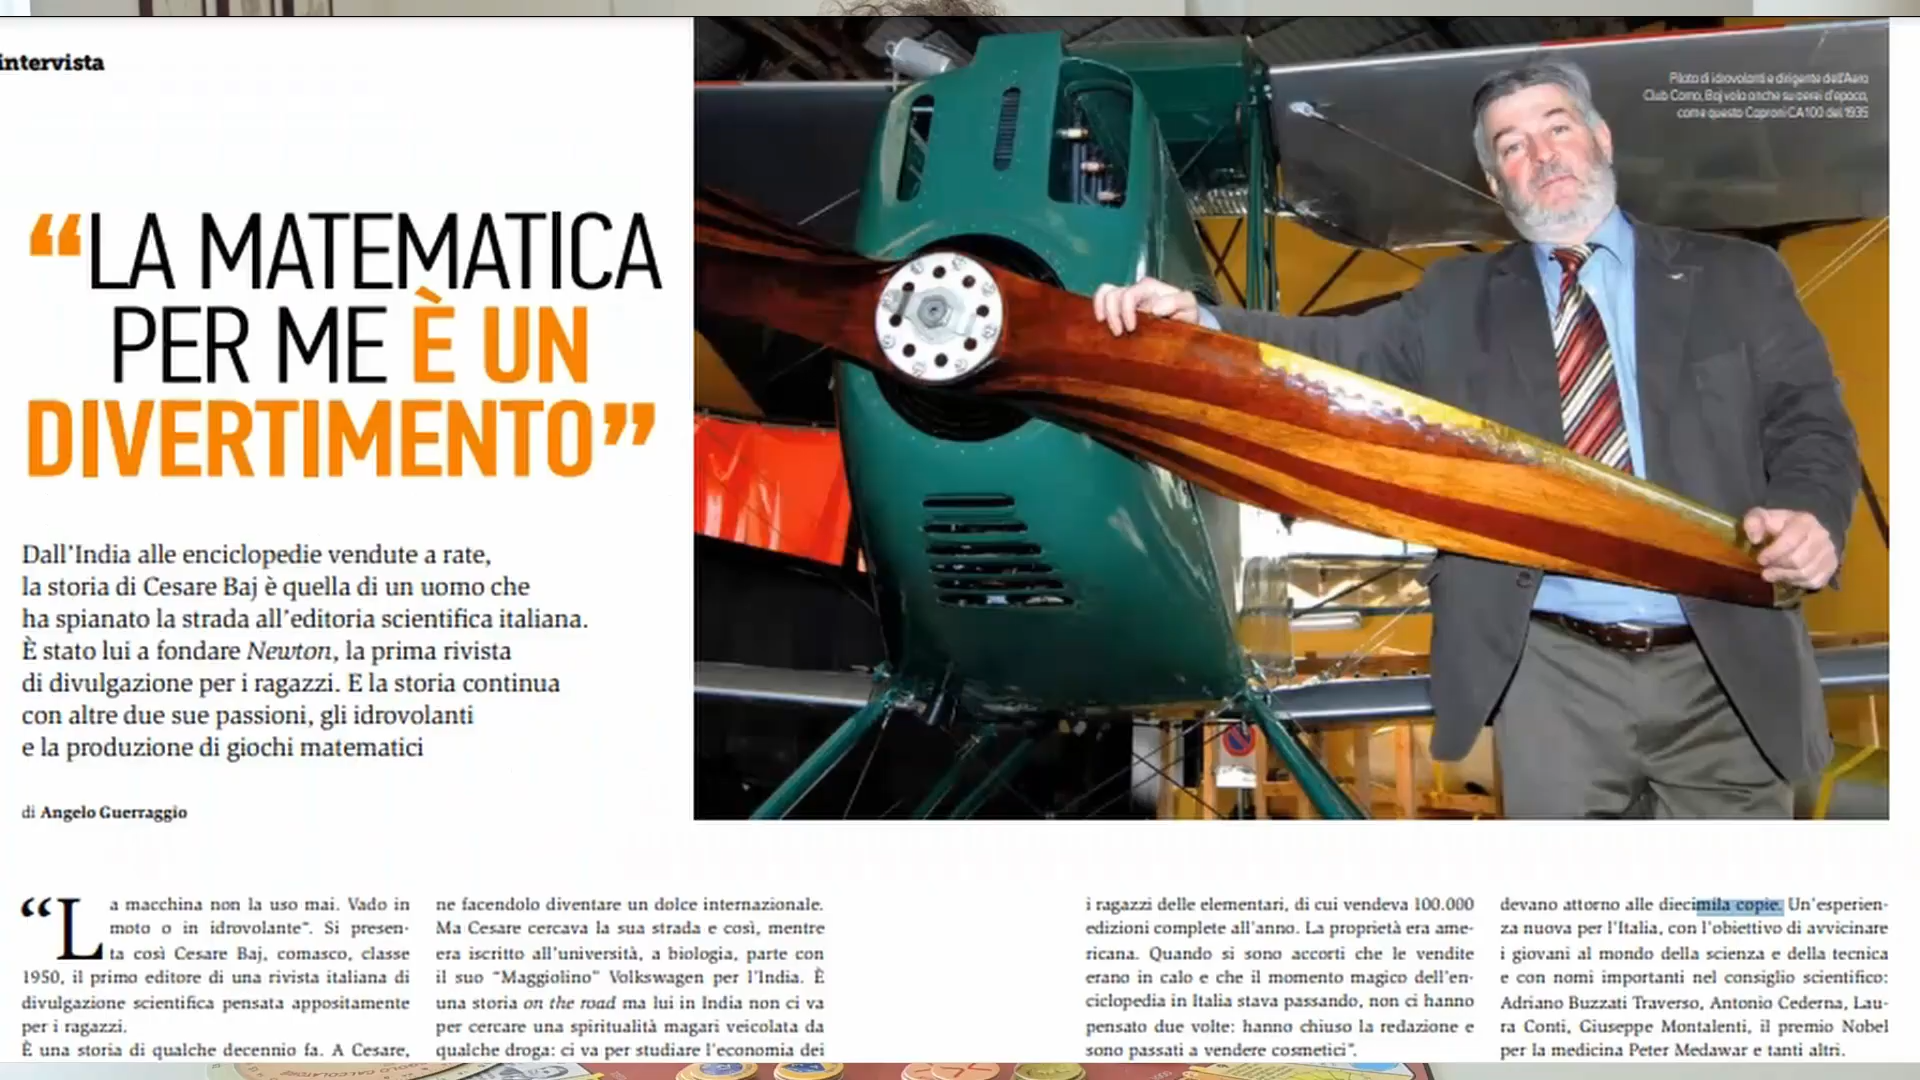 intervista
Pilota di idrovolanti e dirigente dell'Aero
Club Como, Baj vola anche su aerei d'epoca,
come questo Caproni CA100 del 1935
“LA MATEMATICA
PER ME È UN
DIVERTIMENTO”
Dall'India alle enciclopedie vendute a rate,
la storia di Cesare Baj è quella di un uomo che
ha spianato la strada all'editoria scientifica italiana.
È stato lui a fondare Newton, la prima rivista
di divulgazione per i ragazzi. E la storia continua
con altre due sue passioni, gli idrovolanti
e la produzione di giochi matematici
di Angelo Guerraggio
“La macchina non la uso mai. Vado in
moto o in idrovolante”. Si presen-
ta così Cesare Baj, comasco, classe
1950, il primo editore di una rivista italiana di
divulgazione scientifica pensata appositamente
per i ragazzi.
È una storia di qualche decennio fa. A Cesare,
ne facendolo diventare un dolce internazionale.
Ma Cesare cercava la sua strada e così, mentre
era iscritto all'università, a biologia, parte con
il suo “Maggiolino” Volkswagen per l'India. È
una storia on the road ma lui in India non ci va
per cercare una spiritualità magari veicolata da
qualche droga: ci va per studiare l'economia dei
i ragazzi delle elementari, di cui vendeva 100.000
edizioni complete all'anno. La proprietà era ame-
ricana. Quando si sono accorti che le vendite
erano in calo e che il momento magico dell'en-
ciclopedia in Italia stava passando, non ci hanno
pensato due volte: hanno chiuso la redazione e
sono passati a vendere cosmetici”.
devano attorno alle diecimila copie. Un'esperien-
za nuova per l'Italia, con l'obiettivo di avvicinare
i giovani al mondo della scienza e della tecnica
e con nomi importanti nel consiglio scientifico:
Adriano Buzzati Traverso, Antonio Cederna, Lau-
ra Conti, Giuseppe Montalenti, il premio Nobel
per la medicina Peter Medawar e tanti altri.